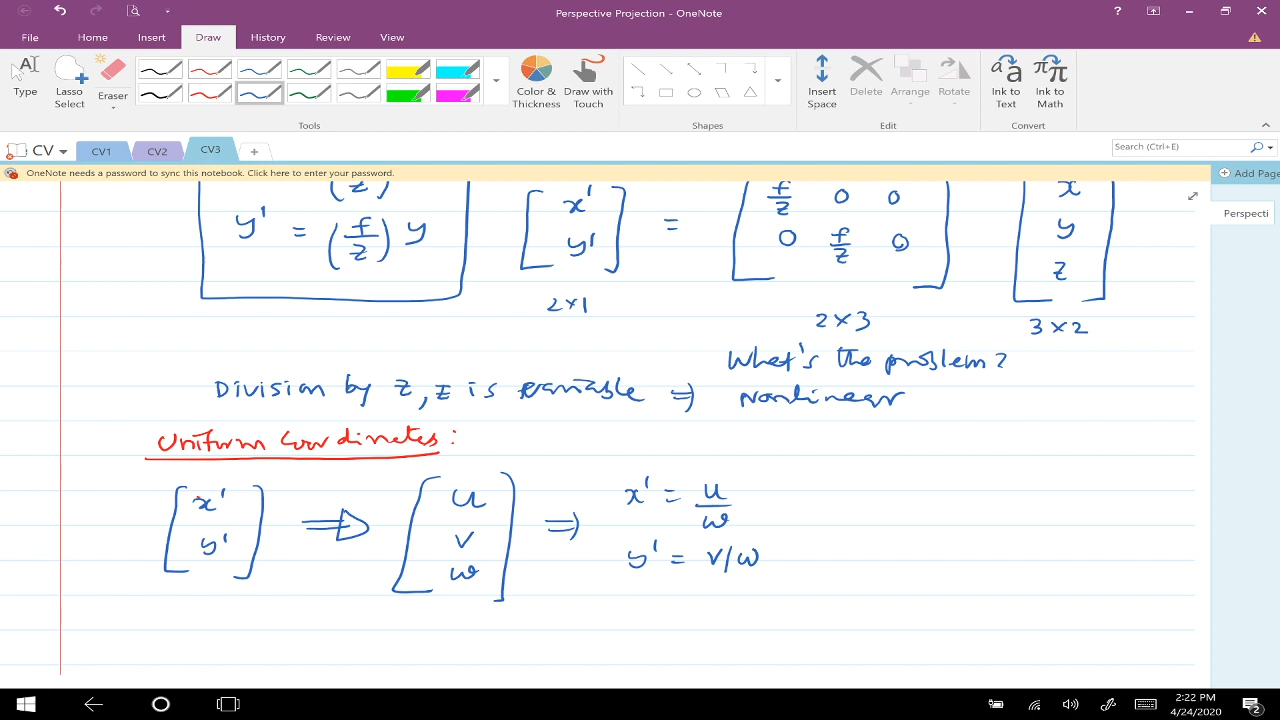 Perspective Projection - OneNote
File Home Insert Draw History Review View
Type Lasso Select Eraser Color & Thickness Draw with Touch Insert Space Delete Arrange Rotate Ink to Text Ink to Math
Tools Shapes Edit Convert
CV CV1 CV2 CV3 Search (Ctrl+E)
OneNote needs a password to sync this notebook. Click here to enter your password. Add Page
Perspecti
y' = (f/z) y
[x' y'] = [f/z 0 0 0 f/z 0] [x y z]
2×1 2×3 3×2
What's the problem?
Division by z, z is variable ⇒ nonlinear
Uniform Coordinates:
[x' y'] ⇒ [u v w] ⇒ x' = u/w
y' = v/w
2:22 PM
4/24/2020
2